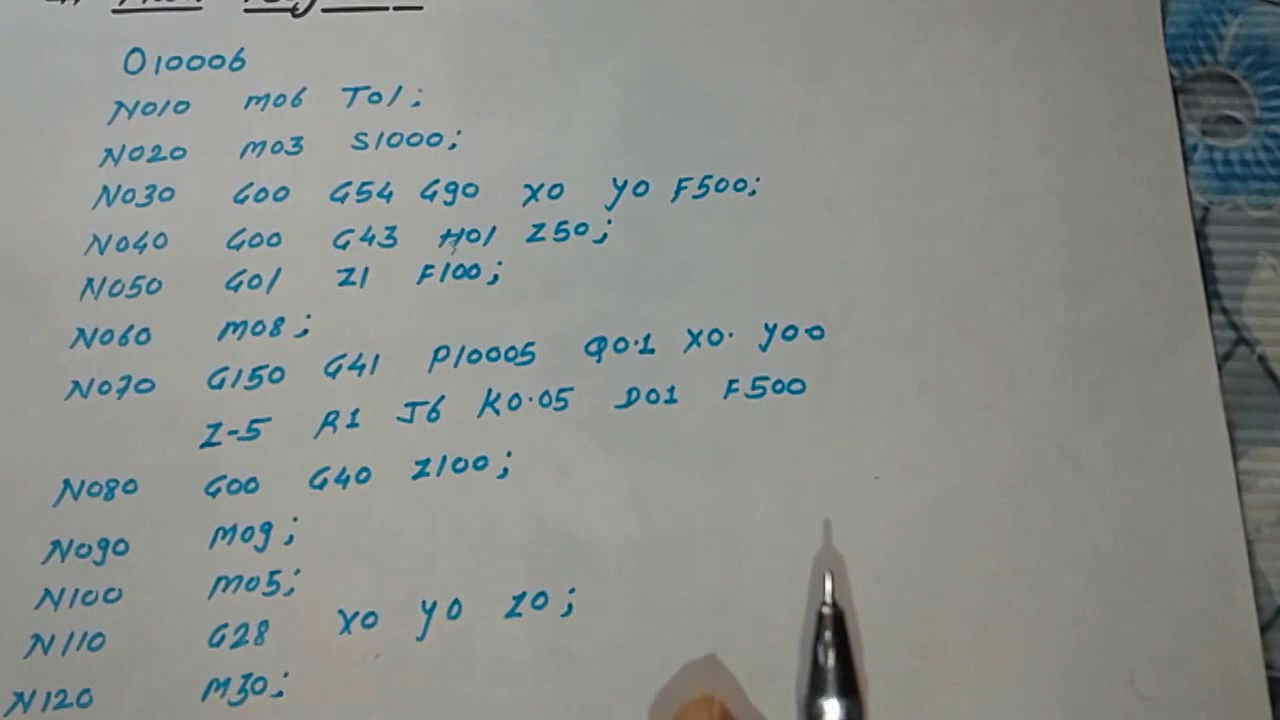 O10006
N010 M06 T01;
N020 M03 S1000;
N030 G00 G54 G90 X0 Y0 F500;
N040 G00 G43 H01 Z50;
N050 G01 Z1 F100;
N060 M08;
N070 G150 G41 P10005 Q0.1 X0. Y00
Z-5 R1 J6 K0.05 D01 F500
N080 G00 G40 Z100;
N090 M09;
N100 M05;
N110 G28 X0 Y0 Z0;
N120 M30;